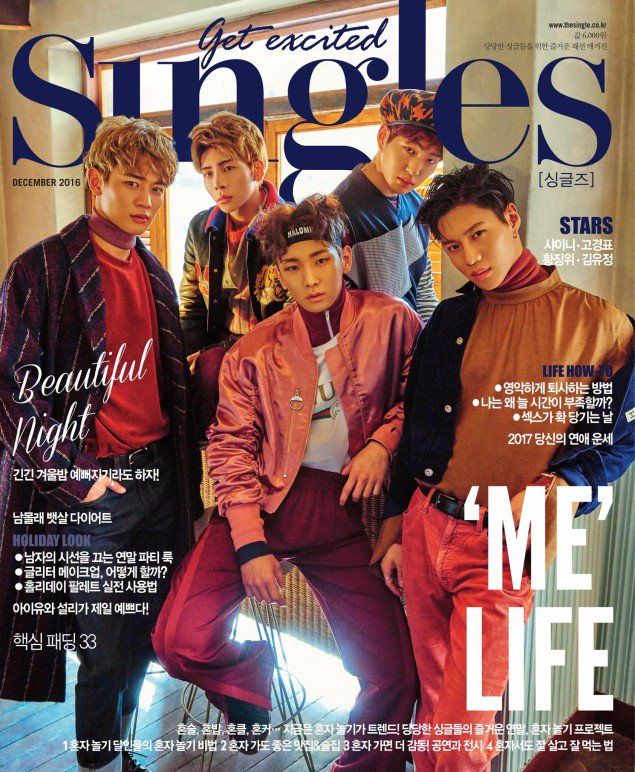 www.thesingle.co.kr
값 6,000원
당당한 싱글들을 위한 즐거운 패션 매거진
Get excited
Singles
DECEMBER 2016
[싱글즈]
STARS
샤이니·고경표
황징위·김유정
MALOMI
LIFE HOW-TO
● 영악하게 퇴사하는 방법
● 나는 왜 늘 시간이 부족할까?
● 섹스가 확 당기는 날
2017 당신의 연애 운세
Beautiful
Night
긴긴 겨울밤 예뻐지기라도 하자!
남몰래 뱃살 다이어트
HOLIDAY LOOK
● 남자의 시선을 끄는 연말 파티 룩
● 글리터 메이크업, 어떻게 할까?
● 홀리데이 팔레트 실전 사용법
아이유와 설리가 제일 예쁘다!
핵심 패딩 33
'ME'
LIFE
혼술, 혼밥, 혼클, 혼커… 지금은 혼자 놀기가 트렌드! 당당한 싱글들의 즐거운 연말, 혼자 놀기 프로젝트
1 혼자 놀기 달인들의 혼자 놀기 비법 2 혼자 가도 좋은 맛집&술집 3 혼자 가면 더 감동! 공연과 전시 4 혼자서도 잘 살고 잘 먹는 법